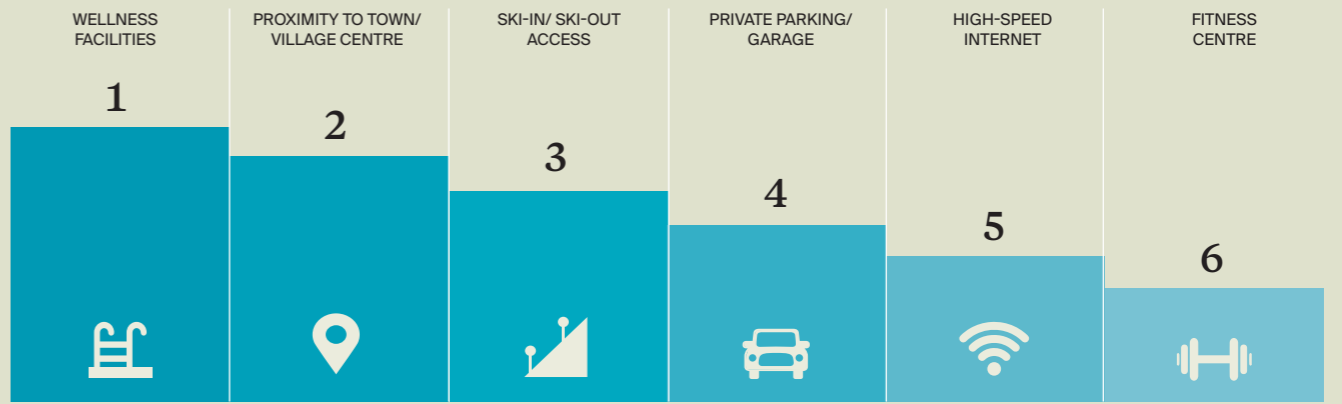 WELLNESS
FACILITIES
PROXIMITY TO TOWN/
VILLAGE CENTRE
SKI-IN/ SKI-OUT
ACCESS
PRIVATE PARKING/
GARAGE
HIGH-SPEED
INTERNET
FITNESS
CENTRE
1
2
3
4
5
6